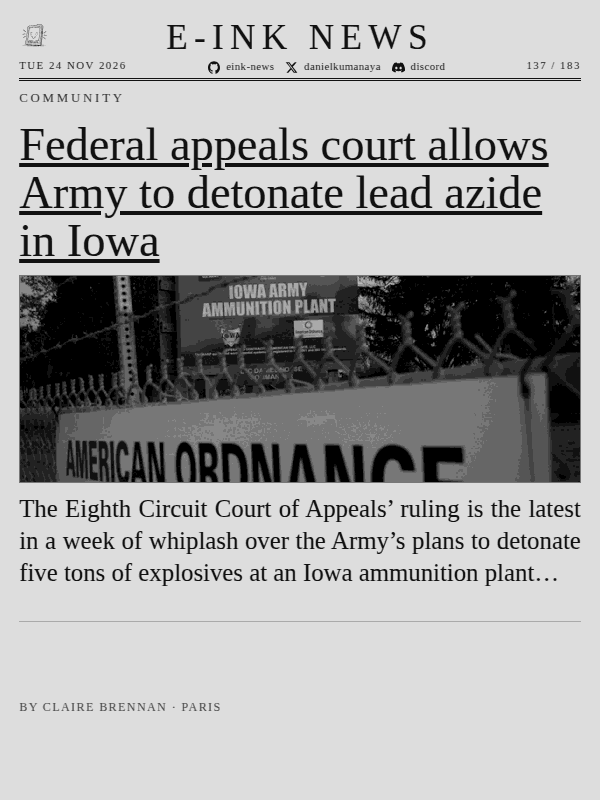 E-INK NEWS
TUE 24 NOV 2026
eink-news
danielkumanaya
discord
137 / 183
COMMUNITY
Federal appeals court allows
Army to detonate lead azide
in Iowa
IOWA ARMY
AMMUNITION PLANT
AMERICAN ORDNANCE
The Eighth Circuit Court of Appeals’ ruling is the latest
in a week of whiplash over the Army’s plans to detonate
five tons of explosives at an Iowa ammunition plant…
BY CLAIRE BRENNAN · PARIS